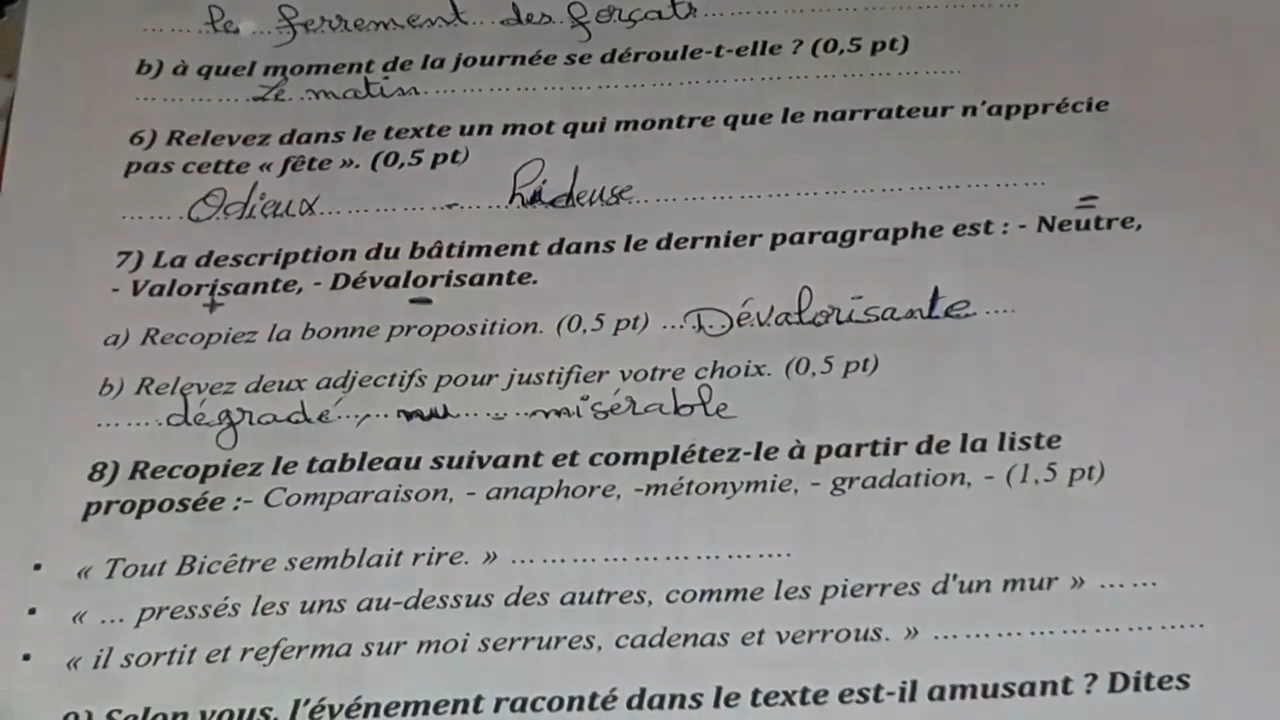 ...... le ferrement des forçats ..............................
b) à quel moment de la journée se déroule-t-elle ? (0,5 pt)
............ Le matin ..................................................
6) Relevez dans le texte un mot qui montre que le narrateur n'apprécie
pas cette « fête ». (0,5 pt)
....... Odieux ............ - hideuse .......................................
7) La description du bâtiment dans le dernier paragraphe est : - Neutre,
=
- Valorisante, - Dévalorisante.
+ -
a) Recopiez la bonne proposition. (0,5 pt) ... Dévalorisante ....
b) Relevez deux adjectifs pour justifier votre choix. (0,5 pt)
....... dégradé , nu - misérable
8) Recopiez le tableau suivant et complétez-le à partir de la liste
proposée :- Comparaison, - anaphore, -métonymie, - gradation, - (1,5 pt)
• « Tout Bicêtre semblait rire. » ............................
• « ... pressés les uns au-dessus des autres, comme les pierres d'un mur » ......
• « il sortit et referma sur moi serrures, cadenas et verrous. » ...........................
9) Selon vous, l'événement raconté dans le texte est-il amusant ? Dites